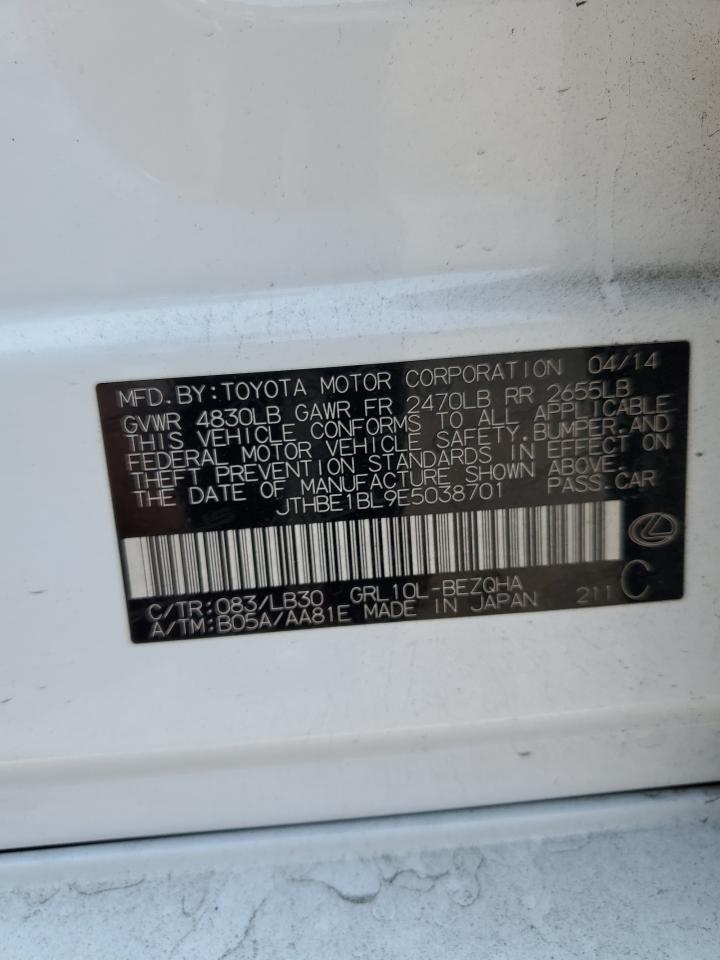 MFD.BY:TOYOTA MOTOR CORPORATION 04/14
GVWR 4830LB GAWR FR 2470LB RR 2655LB
THIS VEHICLE CONFORMS TO ALL APPLICABLE
FEDERAL MOTOR VEHICLE SAFETY,BUMPER,AND
THEFT PREVENTION STANDARDS IN EFFECT ON
THE DATE OF MANUFACTURE SHOWN ABOVE.
JTHBE1BL9E5038701 PASS.CAR
C/TR:083/LB30 GRL10L-BEZQHA
A/TM:B05A/AA81E MADE IN JAPAN 211 C